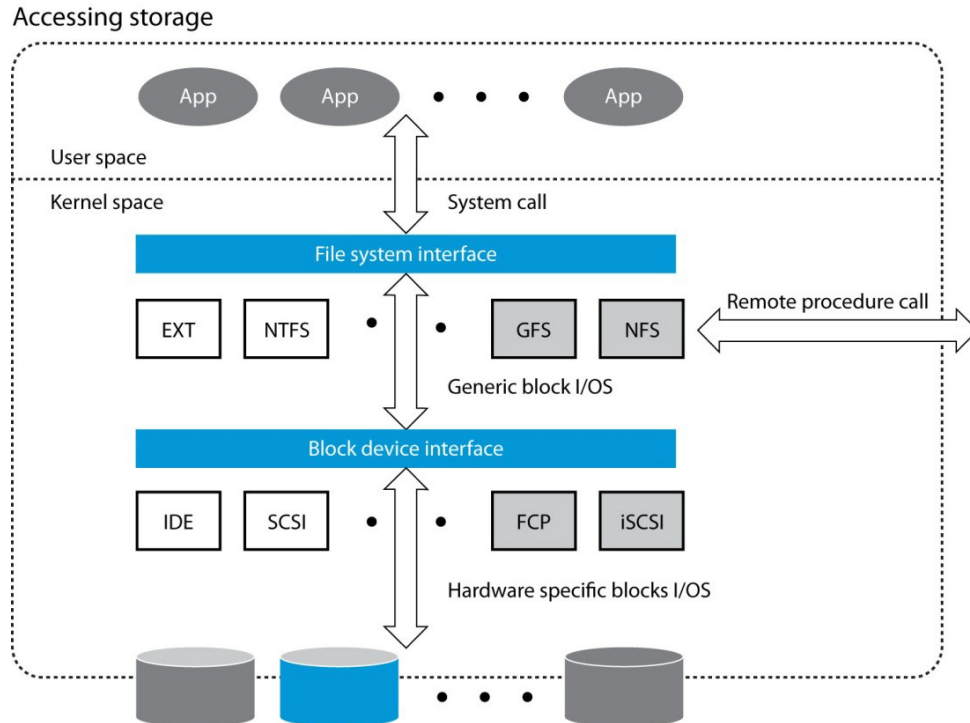 Accessing storage
App
App
App
User space
Kernel space
System call
File system interface
Remote procedure call
EXT
NTFS
GFS
NFS
Generic block I/OS
Block device interface
IDE
SCSI
FCP
iSCSI
Hardware specific blocks I/OS